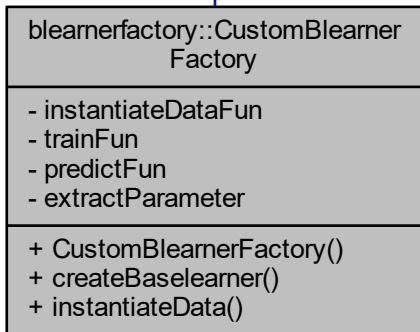 blearnerfactory::CustomBlearner
Factory
- instantiateDataFun
- trainFun
- predictFun
- extractParameter
+ CustomBlearnerFactory()
+ createBaselearner()
+ instantiateData()